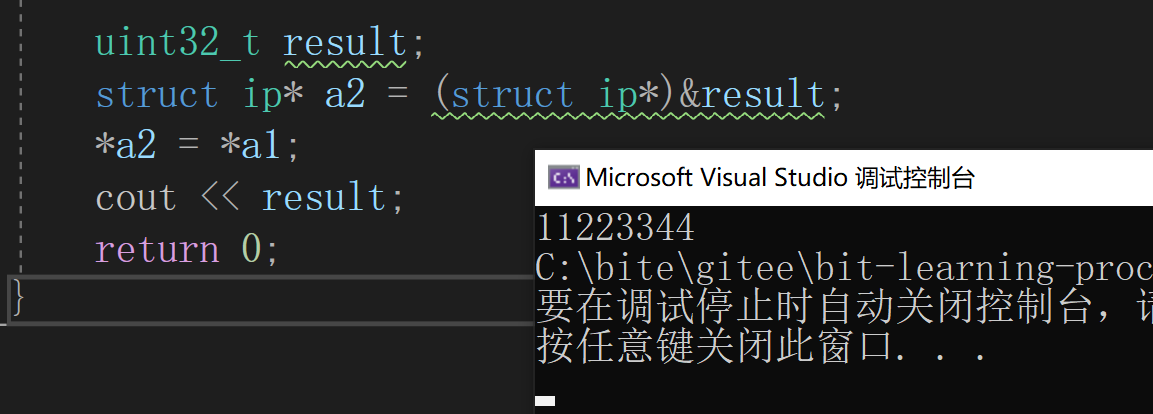 uint32_t result;
struct ip* a2 = (struct ip*)&result;
*a2 = *a1;
cout << result;
return 0;
}
C:\ Microsoft Visual Studio 调试控制台
11223344
C:\bite\gitee\bit-learning-proc
要在调试停止时自动关闭控制台，请
按任意键关闭此窗口. . .